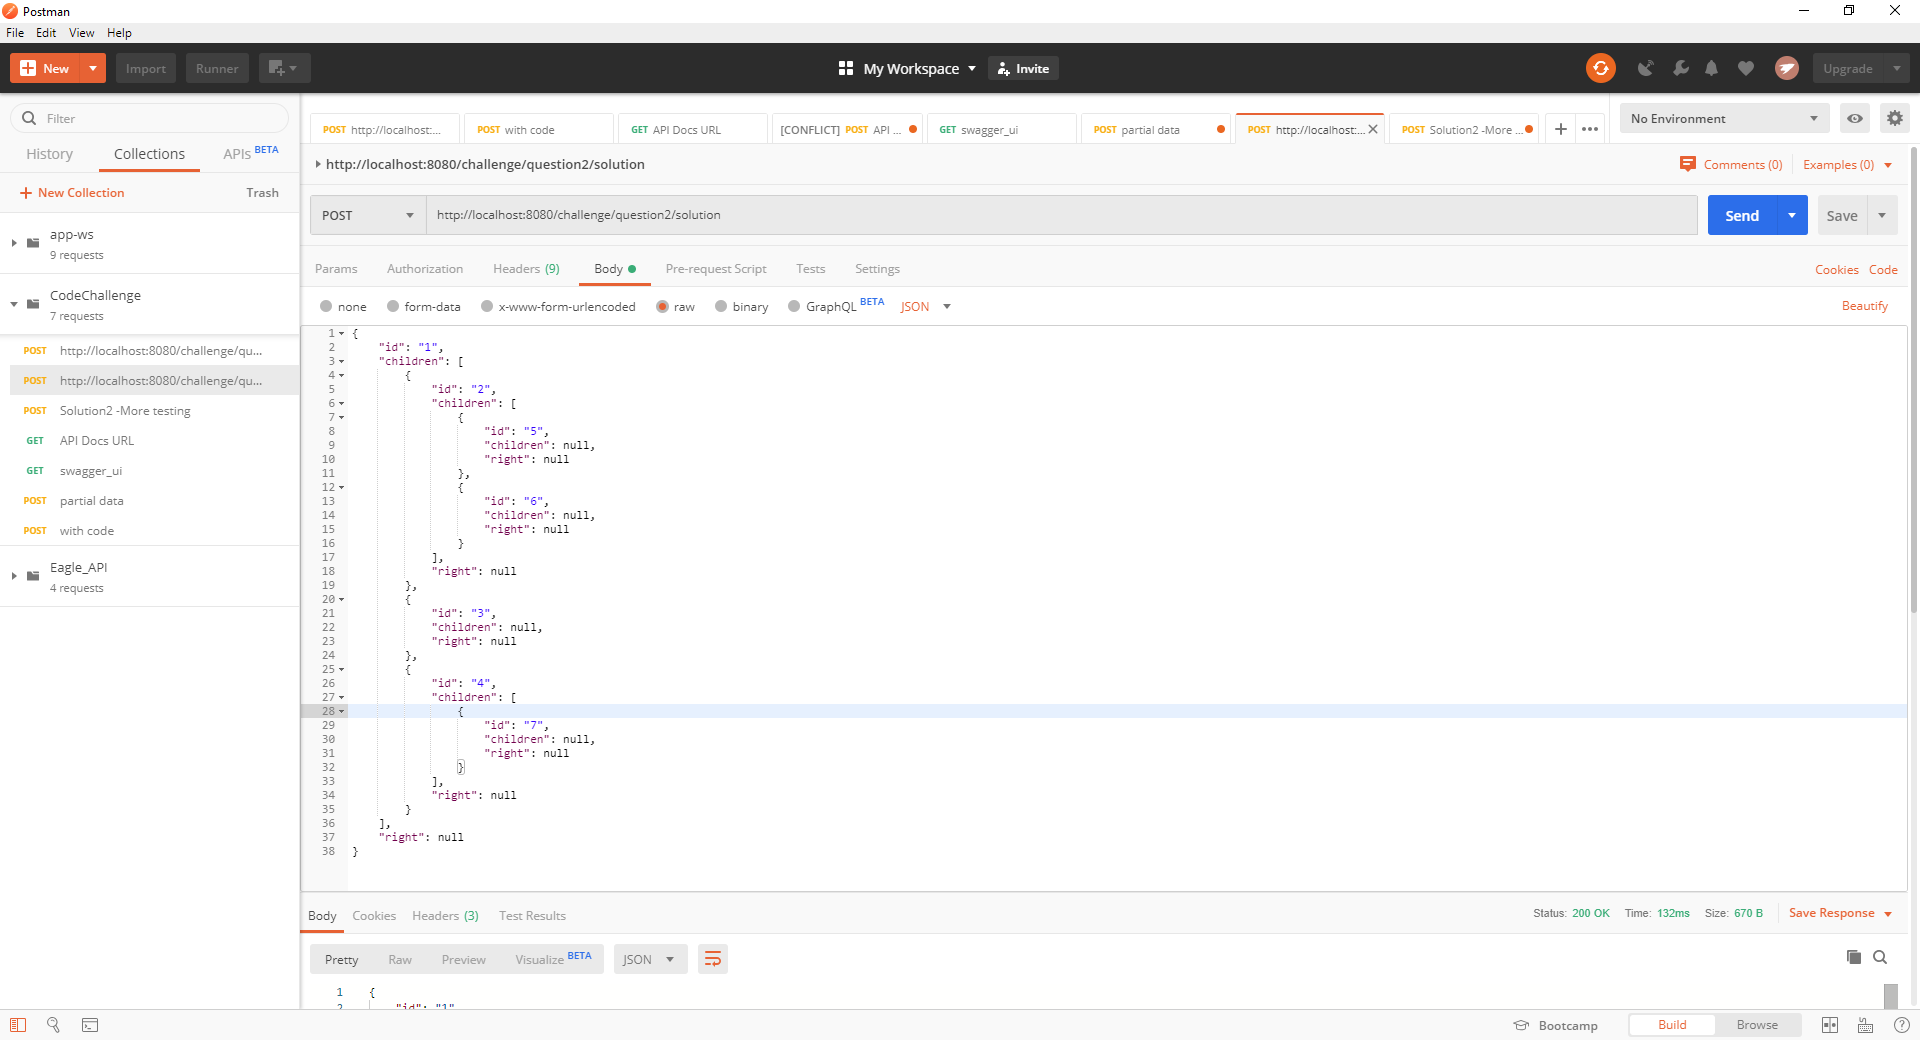 Postman
File Edit View Help
New Import Runner My Workspace Invite Upgrade
Filter
History Collections APIs BETA
New Collection Trash
app-ws
9 requests
CodeChallenge
7 requests
POST http://localhost:8080/challenge/qu...
POST http://localhost:8080/challenge/qu...
POST Solution2 -More testing
GET API Docs URL
GET swagger_ui
POST partial data
POST with code
Eagle_API
4 requests
POST http://localhost:... POST with code GET API Docs URL [CONFLICT] POST API ... GET swagger_ui POST partial data POST http://localhost:... POST Solution2 -More ... No Environment
http://localhost:8080/challenge/question2/solution Comments (0) Examples (0)
POST http://localhost:8080/challenge/question2/solution Send Save
Params Authorization Headers (9) Body Pre-request Script Tests Settings Cookies Code
none form-data x-www-form-urlencoded raw binary GraphQL BETA JSON Beautify
1 {
2 "id": "1",
3 "children": [
4 {
5 "id": "2",
6 "children": [
7 {
8 "id": "5",
9 "children": null,
10 "right": null
11 },
12 {
13 "id": "6",
14 "children": null,
15 "right": null
16 }
17 ],
18 "right": null
19 },
20 {
21 "id": "3",
22 "children": null,
23 "right": null
24 },
25 {
26 "id": "4",
27 "children": [
28 {
29 "id": "7",
30 "children": null,
31 "right": null
32 }
33 ],
34 "right": null
35 }
36 ],
37 "right": null
38 }
Body Cookies Headers (3) Test Results Status: 200 OK Time: 132ms Size: 670 B Save Response
Pretty Raw Preview Visualize BETA JSON
1 {
2 "id": "1"
Bootcamp Build Browse